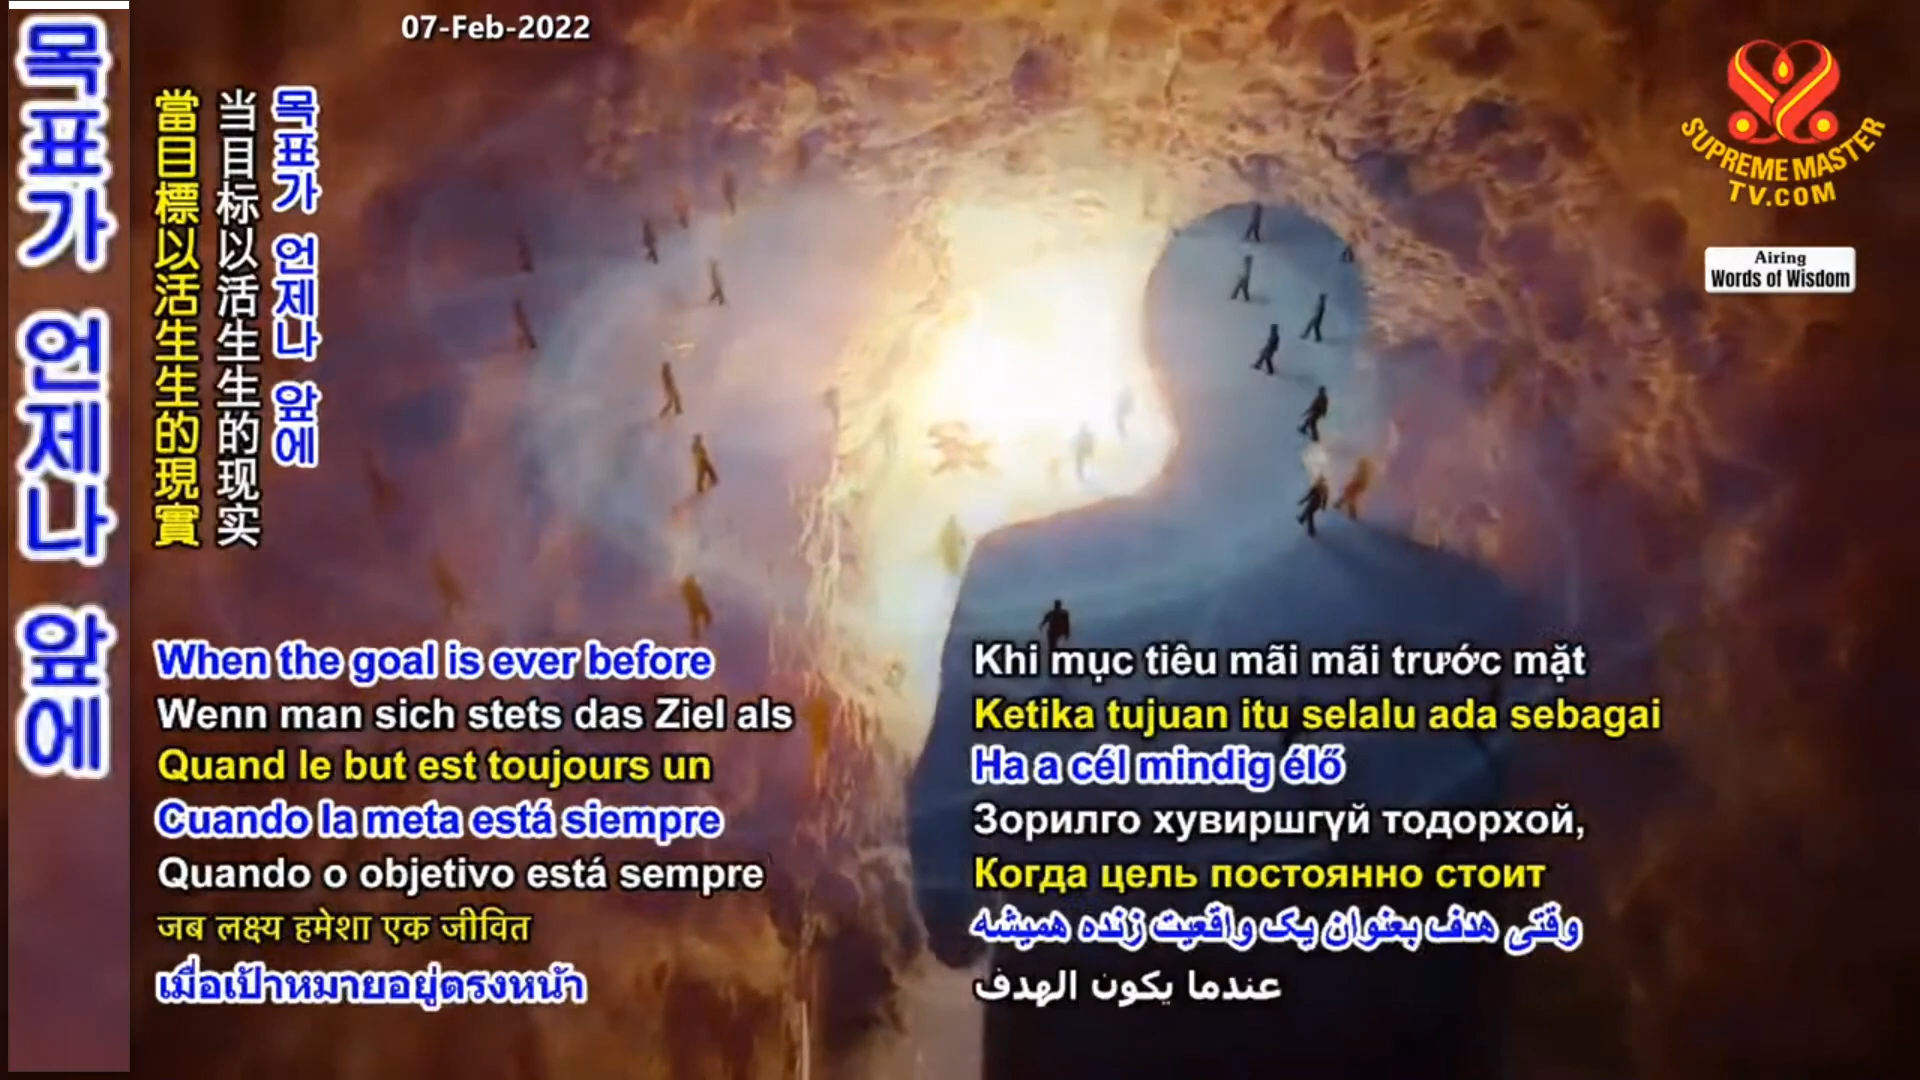 목표가 언제나 앞에
07-Feb-2022
當目標以活生生的現實
当目标以活生生的现实
목표가 언제나 앞에
SUPREME MASTER
TV.COM
Airing
Words of Wisdom
When the goal is ever before
Wenn man sich stets das Ziel als
Quand le but est toujours un
Cuando la meta está siempre
Quando o objetivo está sempre
जब लक्ष्य हमेशा एक जीवित
เมื่อเป้าหมายอยู่ตรงหน้า
Khi mục tiêu mãi mãi trước mặt
Ketika tujuan itu selalu ada sebagai
Ha a cél mindig élő
Зорилго хувиршгүй тодорхой,
Когда цель постоянно стоит
وقتی هدف بعنوان یک واقعیت زنده همیشه
عندما يكون الهدف